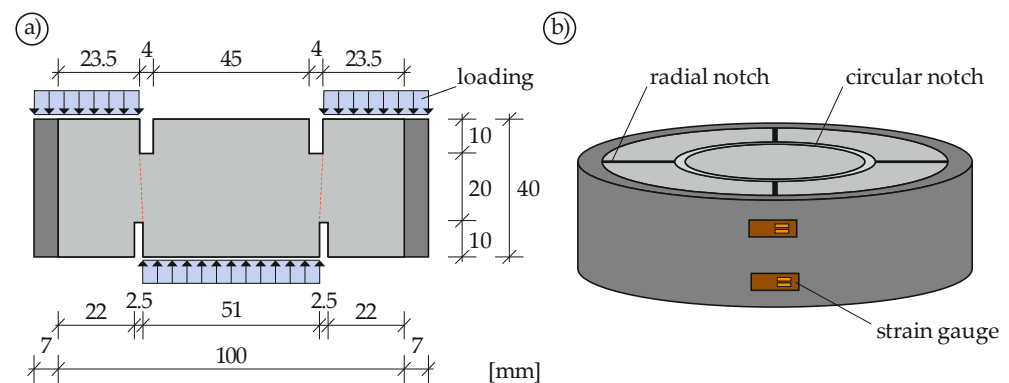 a)
23.5 4 45 4 23.5
loading
10
20 40
10
2.5 2.5
22 51 22
7 100 7
[mm]
b)
radial notch circular notch
strain gauge